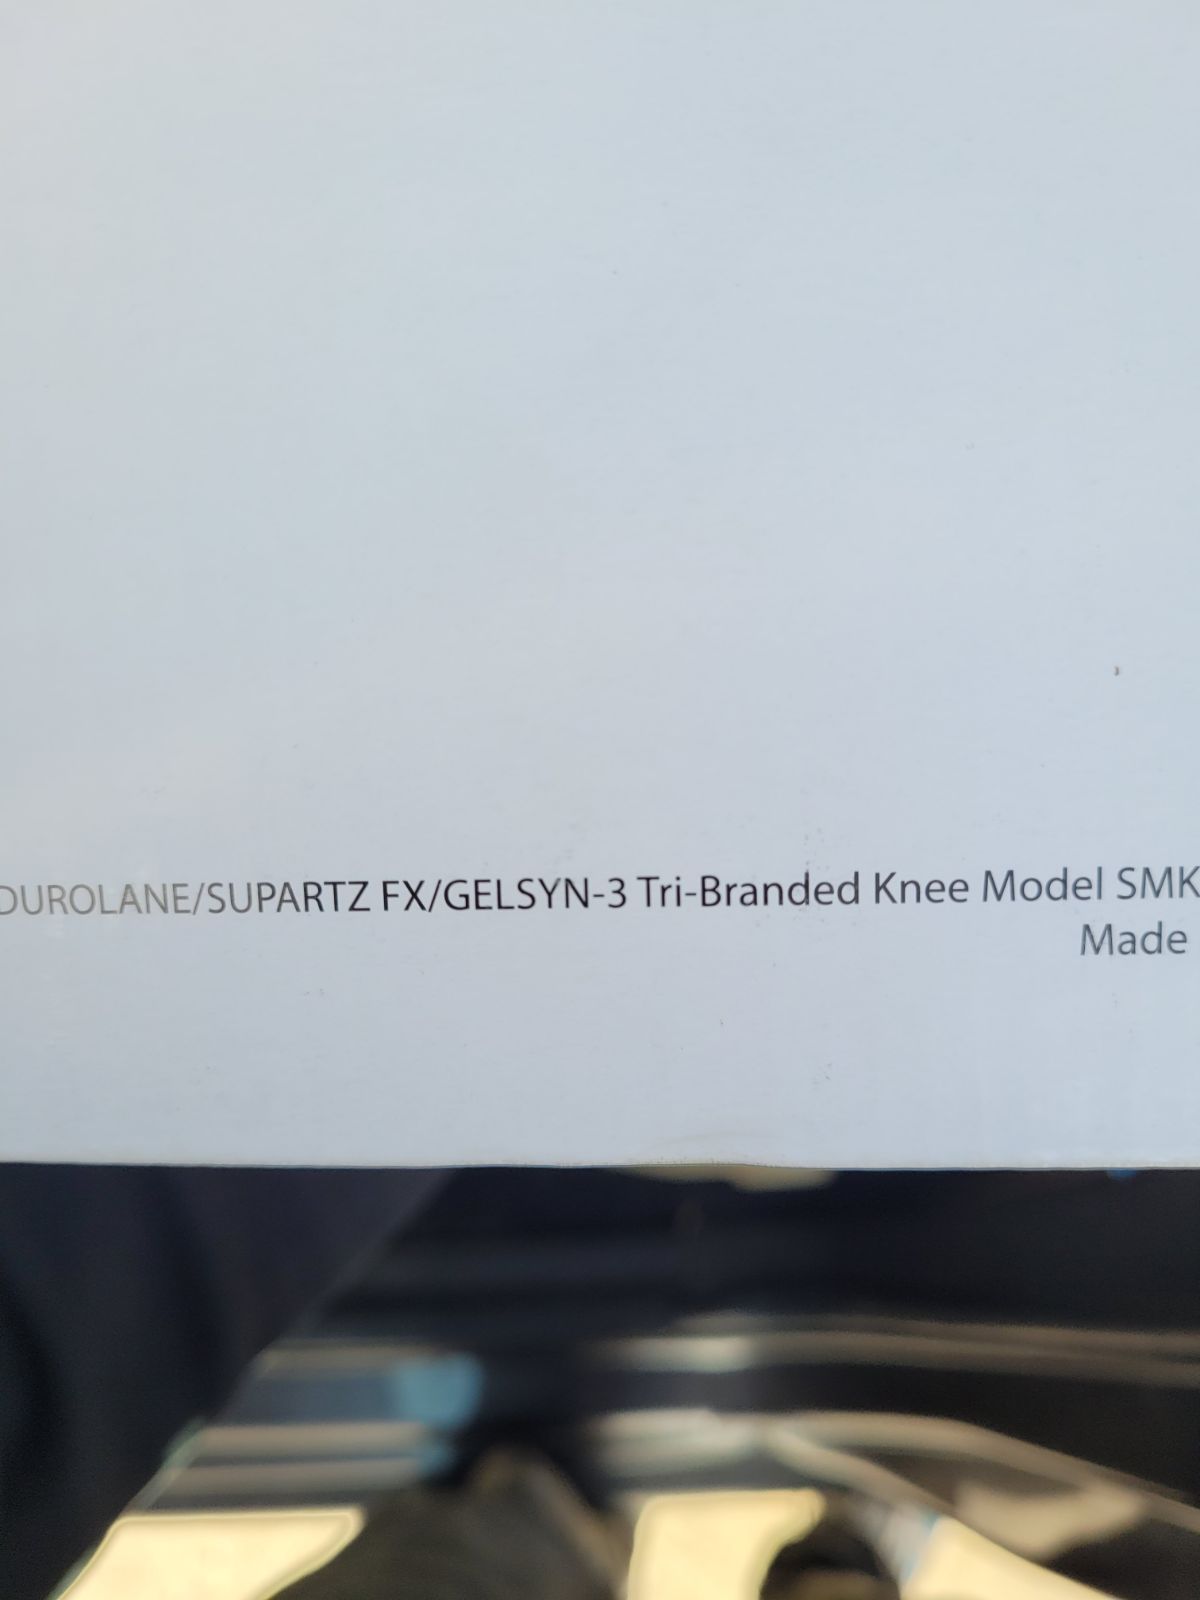 DUROLANE/SUPARTZ FX/GELSYN-3 Tri-Branded Knee Model SMK
Made